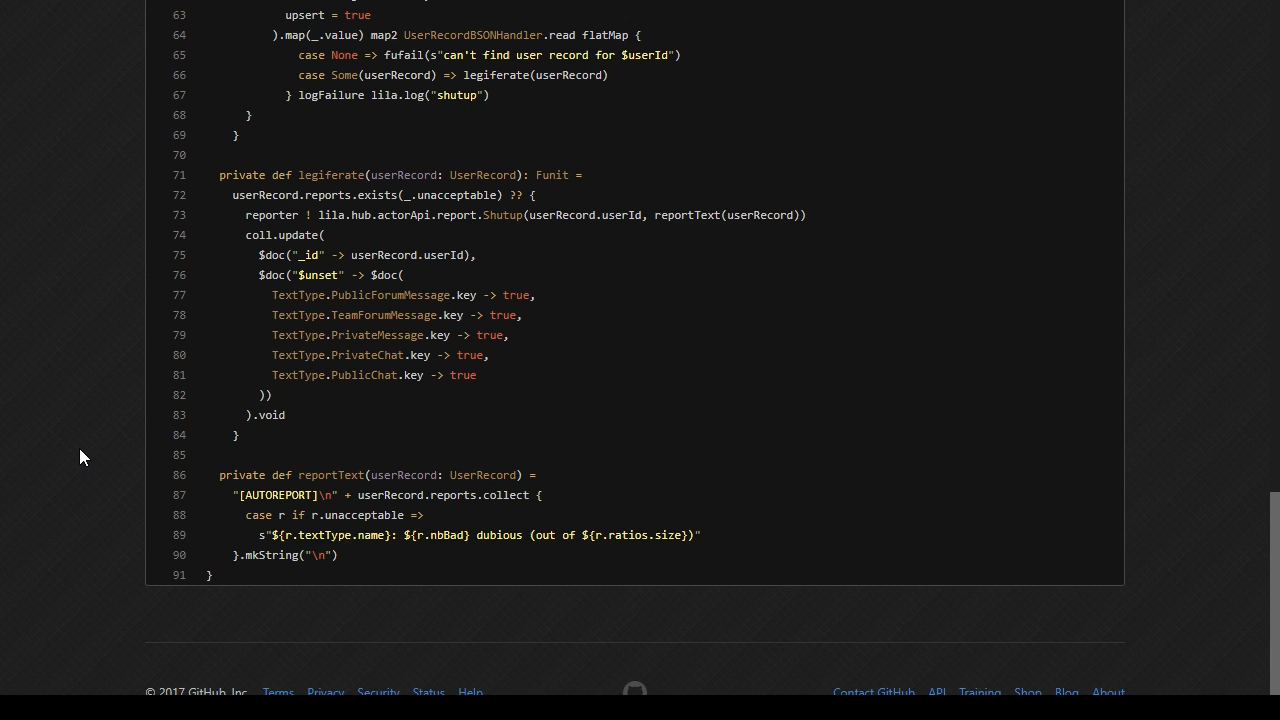 63 upsert = true
64 ).map(_.value) map2 UserRecordBSONHandler.read flatMap {
65 case None => fufail(s"can't find user record for $userId")
66 case Some(userRecord) => legiferate(userRecord)
67 } logFailure lila.log("shutup")
68 }
69 }
70
71 private def legiferate(userRecord: UserRecord): Funit =
72 userRecord.reports.exists(_.unacceptable) ?? {
73 reporter ! lila.hub.actorApi.report.Shutup(userRecord.userId, reportText(userRecord))
74 coll.update(
75 $doc("_id" -> userRecord.userId),
76 $doc("$unset" -> $doc(
77 TextType.PublicForumMessage.key -> true,
78 TextType.TeamForumMessage.key -> true,
79 TextType.PrivateMessage.key -> true,
80 TextType.PrivateChat.key -> true,
81 TextType.PublicChat.key -> true
82 ))
83 ).void
84 }
85
86 private def reportText(userRecord: UserRecord) =
87 "[AUTOREPORT]\n" + userRecord.reports.collect {
88 case r if r.unacceptable =>
89 s"${r.textType.name}: ${r.nbBad} dubious (out of ${r.ratios.size})"
90 }.mkString("\n")
91 }
© 2017 GitHub, Inc. Terms Privacy Security Status Help Contact GitHub API Training Shop Blog About